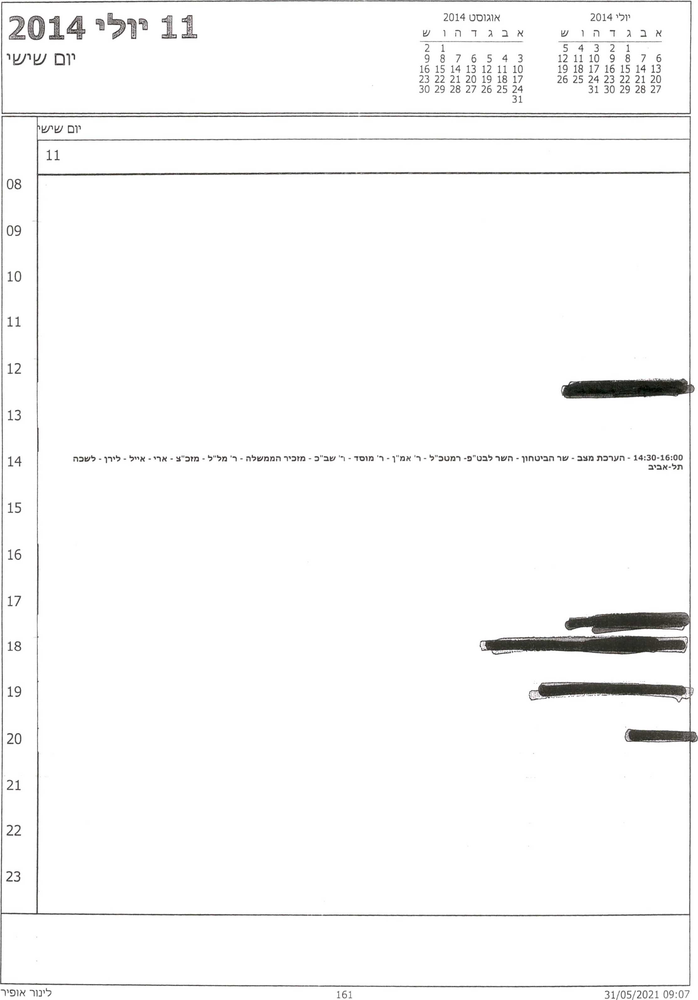 11 יולי 2014
יום שישי
יולי 2014
א ב ג ד ה ו ש
1 2 3 4 5
6 7 8 9 10 11 12
13 14 15 16 17 18 19
20 21 22 23 24 25 26
27 28 29 30 31
אוגוסט 2014
א ב ג ד ה ו ש
1 2
3 4 5 6 7 8 9
10 11 12 13 14 15 16
17 18 19 20 21 22 23
24 25 26 27 28 29 30
31
יום שישי
11
08
09
10
11
12
13
14
14:30-16:00 - הערכת מצב - שר הביטחון - השר לבט"פ- רמטכ"ל - ר' אמ"ן - ר' מוסד - ר' שב"כ - מזכיר הממשלה - ר' מל"ל - מזכ"צ - ארי - אייל - לירן - לשכה
תל-אביב
15
16
17
18
19
20
21
22
23
לינור אופיר
161
31/05/2021 09:07